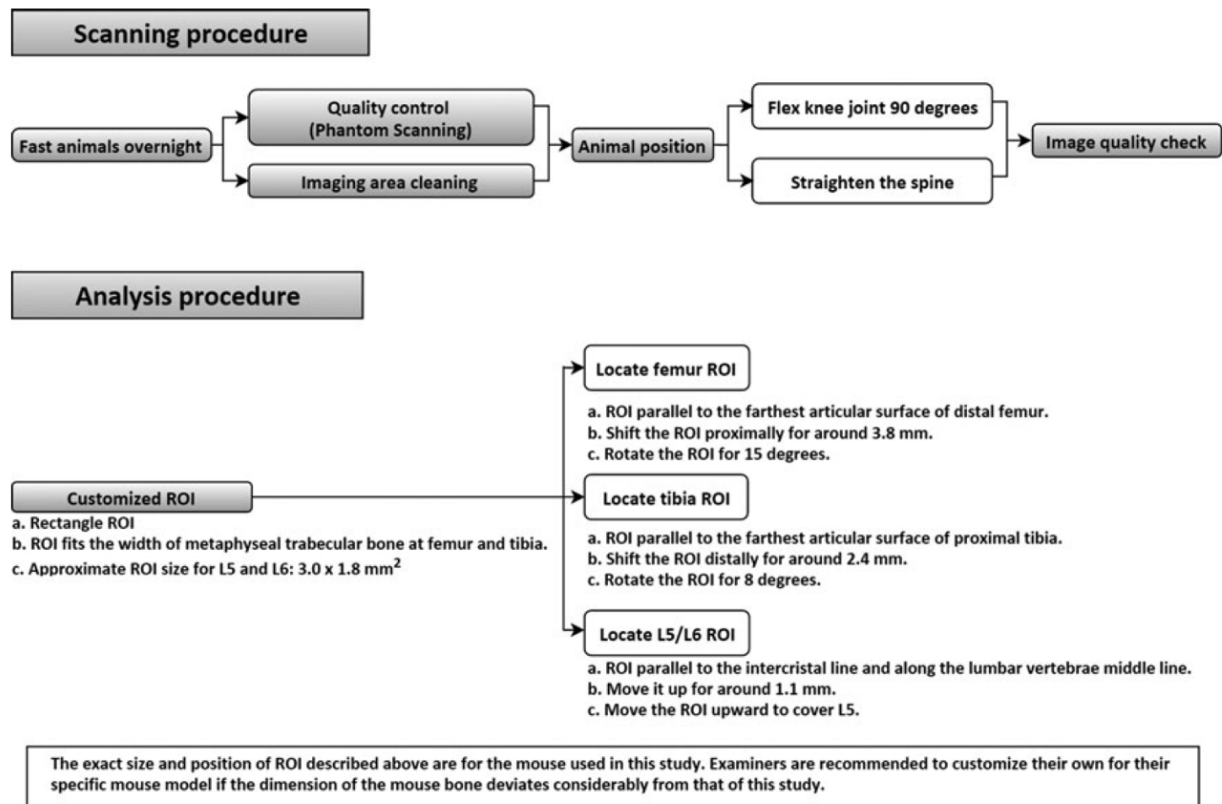 Scanning procedure
Fast animals overnight
Quality control
(Phantom Scanning)
Imaging area cleaning
Animal position
Flex knee joint 90 degrees
Straighten the spine
Image quality check
Analysis procedure
Customized ROI
a. Rectangle ROI
b. ROI fits the width of metaphyseal trabecular bone at femur and tibia.
c. Approximate ROI size for L5 and L6: 3.0 x 1.8 mm²
Locate femur ROI
a. ROI parallel to the farthest articular surface of distal femur.
b. Shift the ROI proximally for around 3.8 mm.
c. Rotate the ROI for 15 degrees.
Locate tibia ROI
a. ROI parallel to the farthest articular surface of proximal tibia.
b. Shift the ROI distally for around 2.4 mm.
c. Rotate the ROI for 8 degrees.
Locate L5/L6 ROI
a. ROI parallel to the intercristal line and along the lumbar vertebrae middle line.
b. Move it up for around 1.1 mm.
c. Move the ROI upward to cover L5.
The exact size and position of ROI described above are for the mouse used in this study. Examiners are recommended to customize their own for their
specific mouse model if the dimension of the mouse bone deviates considerably from that of this study.